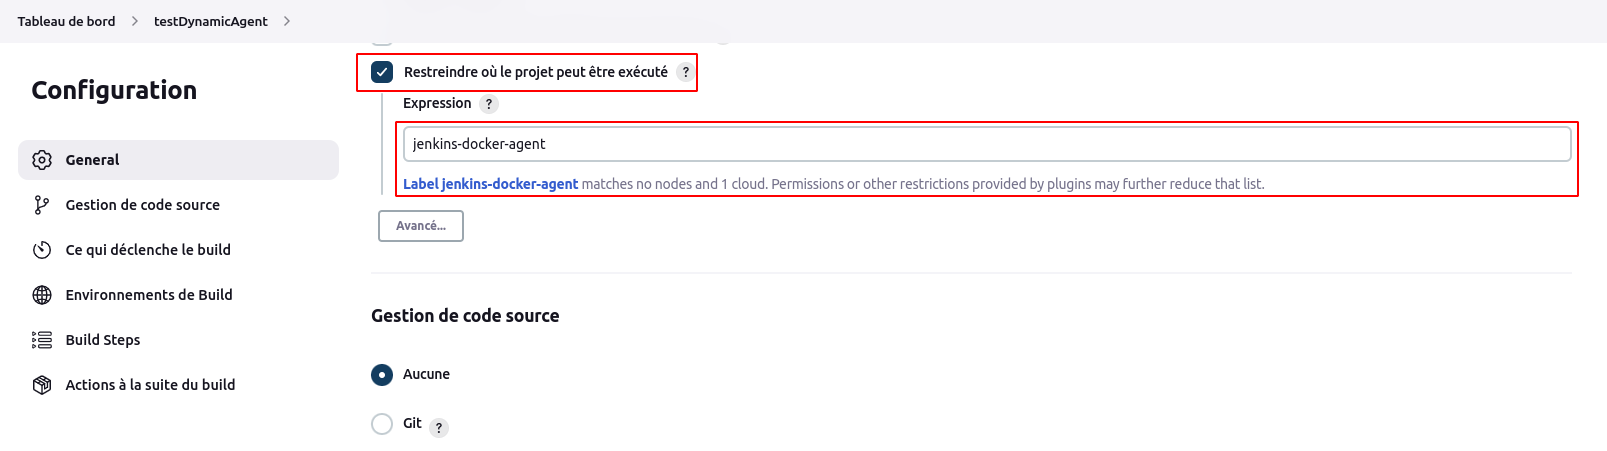 Tableau de bord > testDynamicAgent >
Configuration
General
Gestion de code source
Ce qui déclenche le build
Environnements de Build
Build Steps
Actions à la suite du build
Restreindre où le projet peut être exécuté ?
Expression ?
jenkins-docker-agent
Label jenkins-docker-agent matches no nodes and 1 cloud. Permissions or other restrictions provided by plugins may further reduce that list.
Avancé...
Gestion de code source
Aucune
Git ?